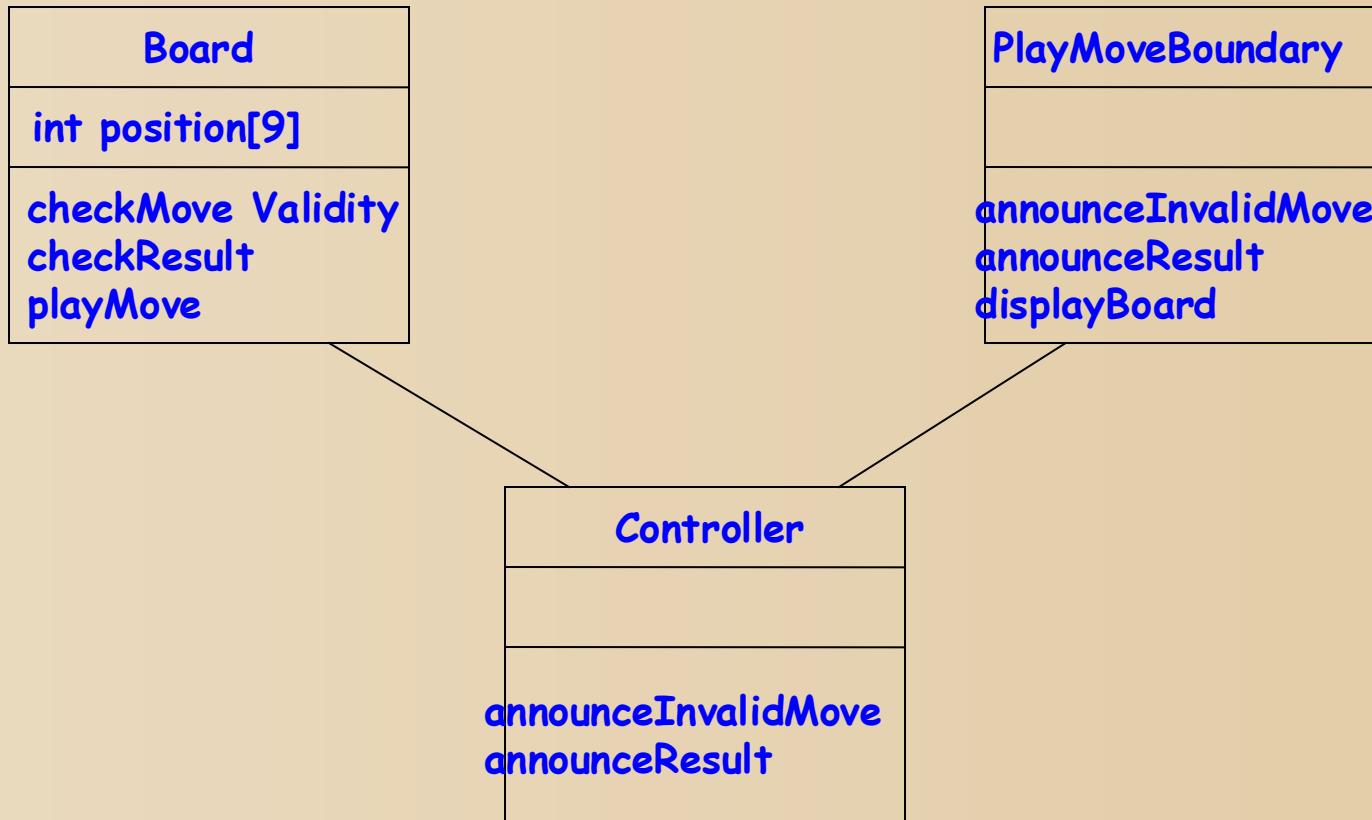 Board
int position[9]
checkMove Validity
checkResult
playMove
PlayMoveBoundary
announceInvalidMove
announceResult
displayBoard
Controller
announceInvalidMove
announceResult